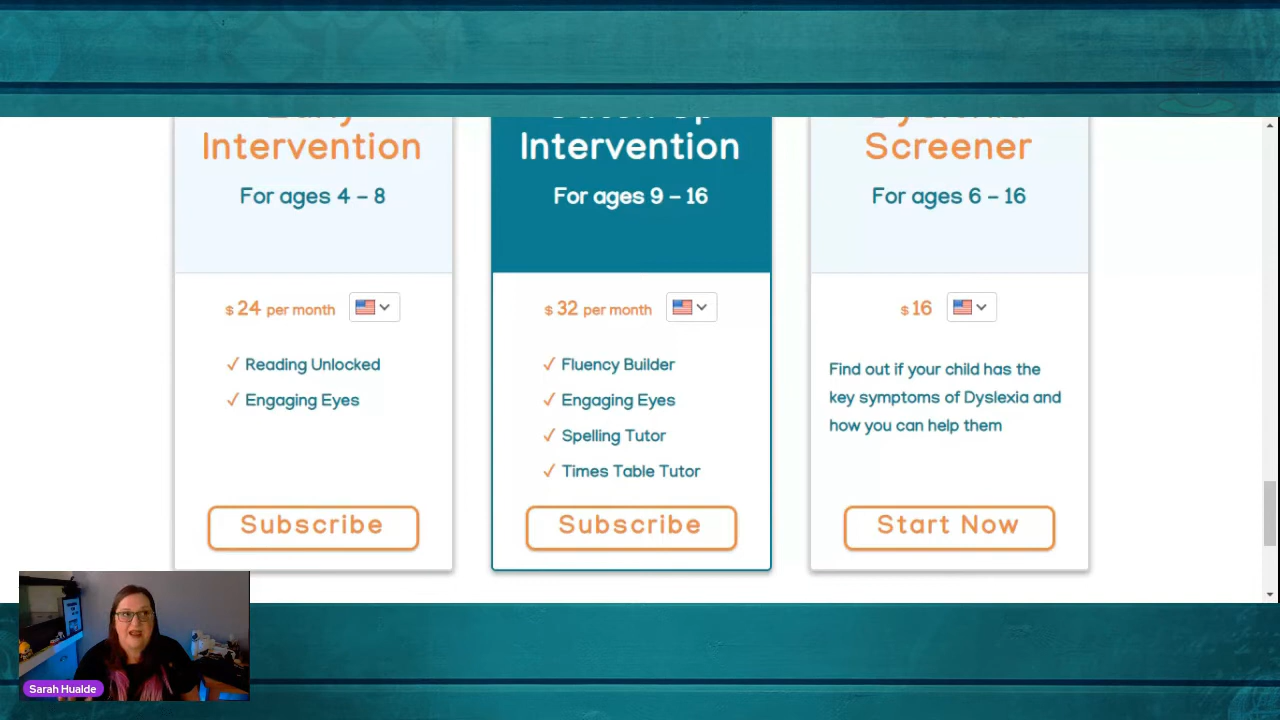 Intervention
For ages 4 – 8
$ 24 per month
✓ Reading Unlocked
✓ Engaging Eyes
Subscribe
Intervention
For ages 9 – 16
$ 32 per month
✓ Fluency Builder
✓ Engaging Eyes
✓ Spelling Tutor
✓ Times Table Tutor
Subscribe
Screener
For ages 6 – 16
$ 16
Find out if your child has the
key symptoms of Dyslexia and
how you can help them
Start Now
Sarah Hualde